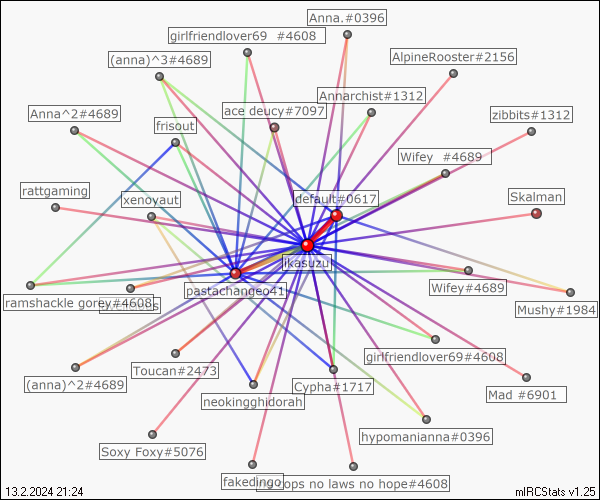 Anna.#0396
girlfriendlover69 #4608
(anna)^3#4689
AlpineRooster#2156
Annarchist#1312
ace deucy#7097
Anna^2#4689
zibbits#1312
frisout
Wifey #4689
rattgaming
xenoyaut
default#0617
Skalman
ikasuzu
Wifey#4689
pastachange041
ramshackle gorey#4608
Mushy#1984
girlfriendlover69#4608
Toucan#2473
(anna)^2#4689
Cypha#1717
Mad #6901
neokingghidorah
hypomanianna#0396
Soxy Foxy#5076
fakedingo
cops no laws no hope#4608
13.2.2024 21:24
mIRCStats v1.25